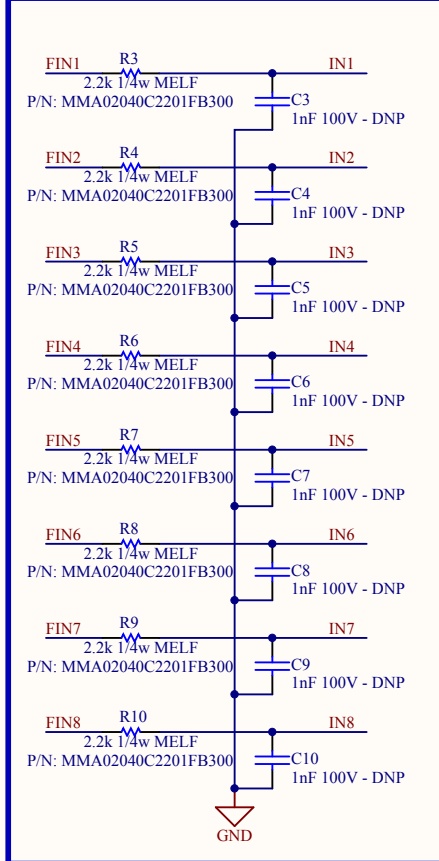 FIN1 R3 IN1
2.2k 1/4w MELF
P/N: MMA02040C2201FB300 C3
1nF 100V - DNP
FIN2 R4 IN2
2.2k 1/4w MELF
P/N: MMA02040C2201FB300 C4
1nF 100V - DNP
FIN3 R5 IN3
2.2k 1/4w MELF
P/N: MMA02040C2201FB300 C5
1nF 100V - DNP
FIN4 R6 IN4
2.2k 1/4w MELF
P/N: MMA02040C2201FB300 C6
1nF 100V - DNP
FIN5 R7 IN5
2.2k 1/4w MELF
P/N: MMA02040C2201FB300 C7
1nF 100V - DNP
FIN6 R8 IN6
2.2k 1/4w MELF
P/N: MMA02040C2201FB300 C8
1nF 100V - DNP
FIN7 R9 IN7
2.2k 1/4w MELF
P/N: MMA02040C2201FB300 C9
1nF 100V - DNP
FIN8 R10 IN8
2.2k 1/4w MELF
P/N: MMA02040C2201FB300 C10
1nF 100V - DNP
GND